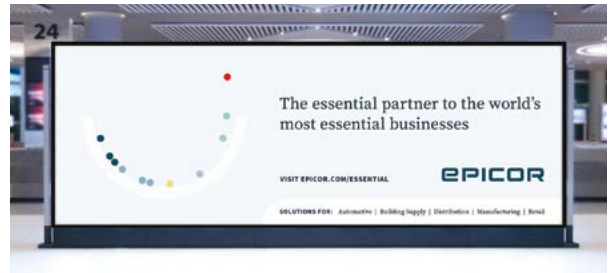 24
The essential partner to the world's
most essential businesses
VISIT EPICOR.COM/ESSENTIAL
EPICOR
SOLUTIONS FOR: Automotive | Building Supply | Distribution | Manufacturing | Retail